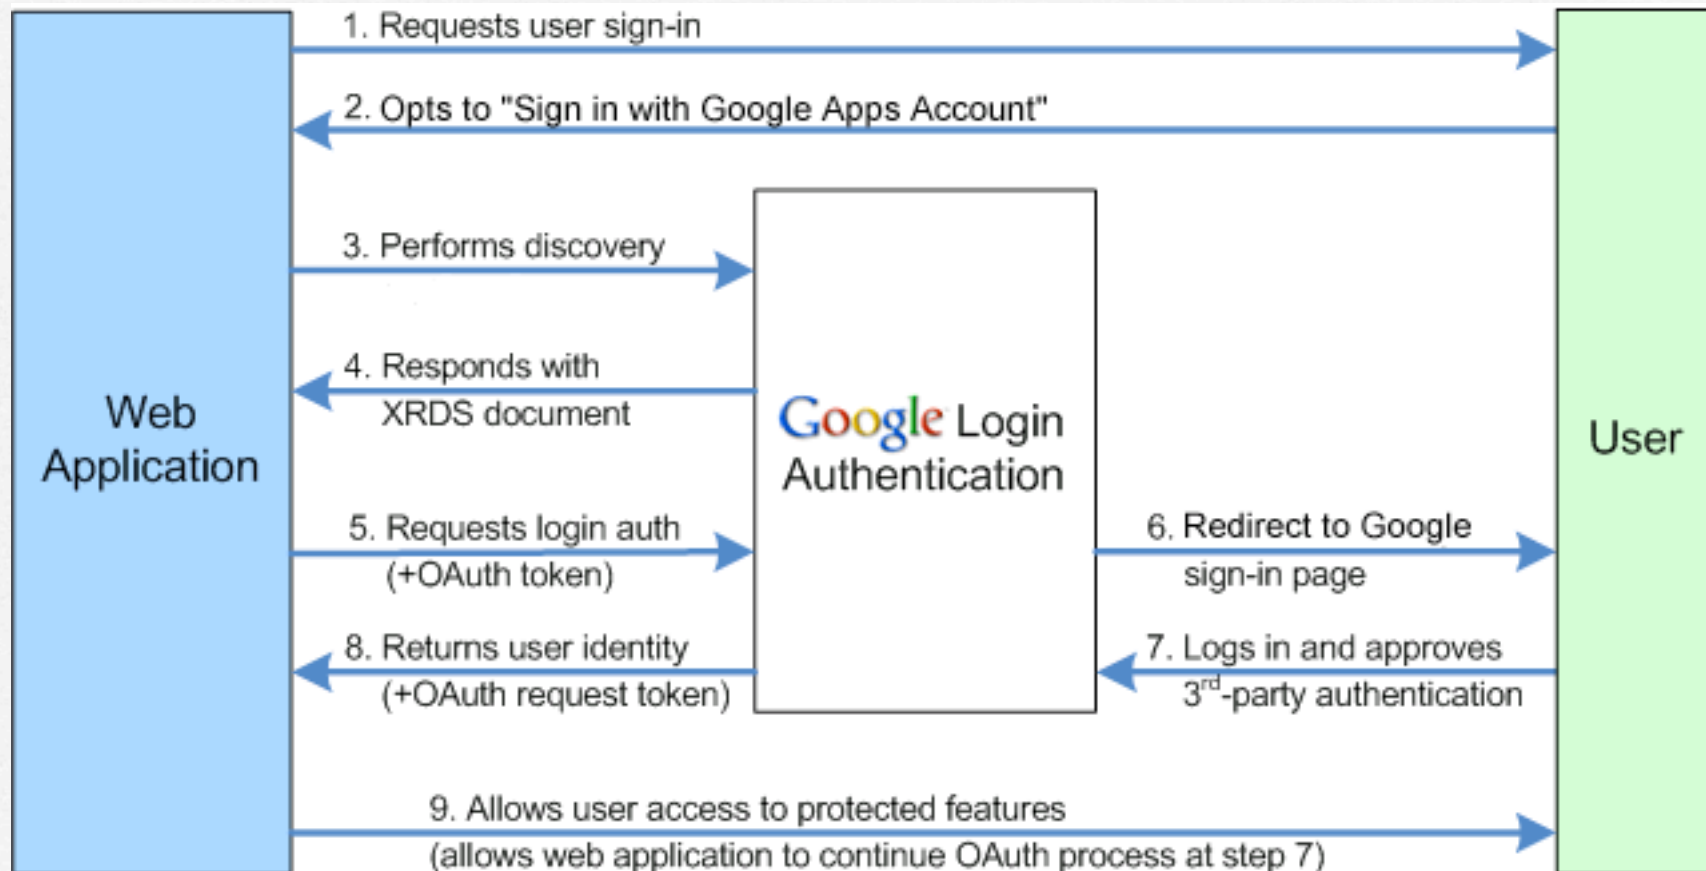 1. Requests user sign-in
2. Opts to "Sign in with Google Apps Account"
3. Performs discovery
4. Responds with
XRDS document
Web
Application
Google Login
Authentication
User
5. Requests login auth
(+OAuth token)
6. Redirect to Google
sign-in page
8. Returns user identity
(+OAuth request token)
7. Logs in and approves
3rd-party authentication
9. Allows user access to protected features
(allows web application to continue OAuth process at step 7)